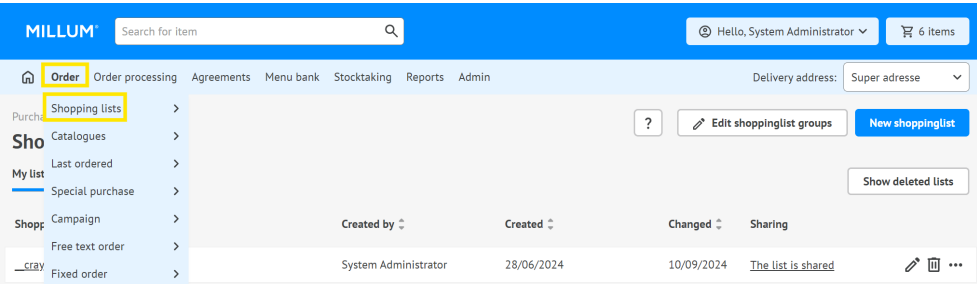 MILLUM®
Search for item
Hello, System Administrator
6 items
Order Order processing Agreements Menu bank Stocktaking Reports Admin
Delivery address: Super adresse
Shopping lists
Catalogues
Last ordered
Special purchase
Campaign
Free text order
Fixed order
Purcha
Sho
? Edit shoppinglist groups New shoppinglist
My list
Show deleted lists
Shopp Created by Created Changed Sharing
__cray System Administrator 28/06/2024 10/09/2024 The list is shared